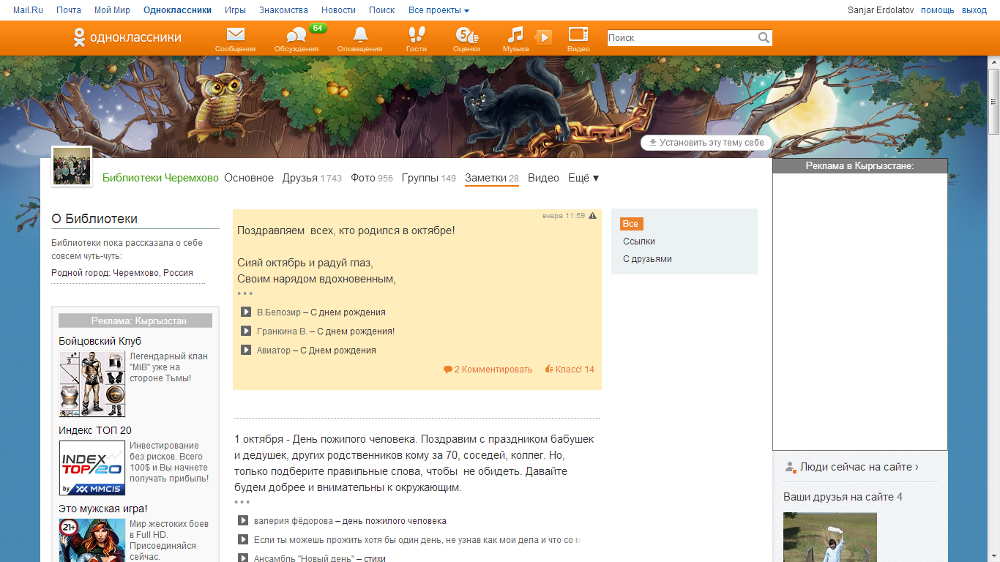 Mail.Ru Почта Мой Мир Одноклассники Игры Знакомства Новости Поиск Все проекты Sanjar Erdolatov помощь выход
одноклассники
Сообщения
64
Обсуждения
Оповещения
Гости
5+
Оценки
Музыка
Видео
Поиск
Установить эту тему себе
Библиотеки Черемхово Основное Друзья 1743 Фото 956 Группы 149 Заметки 28 Видео Ещё
О Библиотеки
Библиотеки пока рассказала о себе
совсем чуть-чуть:
Родной город: Черемхово, Россия
Реклама: Кыргызстан
Бойцовский Клуб
Легендарный клан
"MiB" уже на
стороне Тьмы!
Индекс ТОП 20
INDEX
TOP/20
by MMCIS
Инвестирование
без рисков. Всего
100$ и Вы начнете
получать прибыль!
Это мужская игра!
21+
Мир жестоких боев
в Full HD.
Присоединяйся
сейчас.
вчера 11:59
Поздравляем всех, кто родился в октябре!
Сияй октябрь и радуй глаз,
Своим нарядом вдохновенным,
В.Белозир – С днем рождения
Гранкина В. – С днем рождения!
Авиатор – С Днем рождения
2 Комментировать Класс! 14
1 октября - День пожилого человека. Поздравим с праздником бабушек
и дедушек, других родственников кому за 70, соседей, коллег. Но,
только подберите правильные слова, чтобы не обидеть. Давайте
будем добрее и внимательны к окружающим.
валерия фёдорова – день пожилого человека
Если ты можешь прожить хотя бы один день, не узнав как мои дела и что со м
Ансамбль "Новый день" – стихи
Все
Ссылки
С друзьями
Реклама в Кыргызстане:
Люди сейчас на сайте ›
Ваши друзья на сайте 4